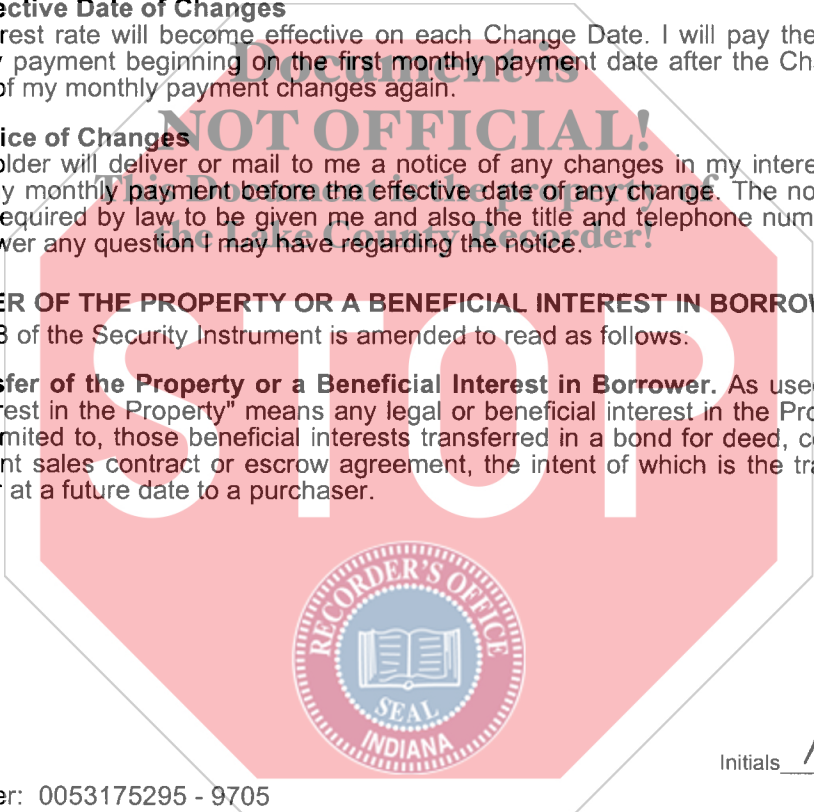 ective Date of Changes
rest rate will become effective on each Change Date. I will pay the
payment beginning on the first monthly payment date after the Ch
of my monthly payment changes again.
Document is
NOT OFFICIAL!
This Document is the property of
the Lake County Recorder!
ice of Changes
older will deliver or mail to me a notice of any changes in my intere
y monthly payment before the effective date of any change. The no
equired by law to be given me and also the title and telephone num
wer any question I may have regarding the notice.
ER OF THE PROPERTY OR A BENEFICIAL INTEREST IN BORROW
8 of the Security Instrument is amended to read as follows:
sfer of the Property or a Beneficial Interest in Borrower. As use
rest in the Property" means any legal or beneficial interest in the Pro
mited to, those beneficial interests transferred in a bond for deed, c
nt sales contract or escrow agreement, the intent of which is the tra
at a future date to a purchaser.
STOP
RECORDER'S OFFICE
SEAL
INDIANA
Initials
er: 0053175295 - 9705